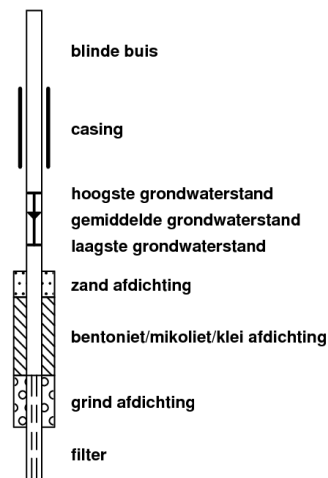 blinde buis
casing
hoogste grondwaterstand
gemiddelde grondwaterstand
laagste grondwaterstand
zand afdichting
bentoniet/mikoliet/klei afdichting
grind afdichting
filter